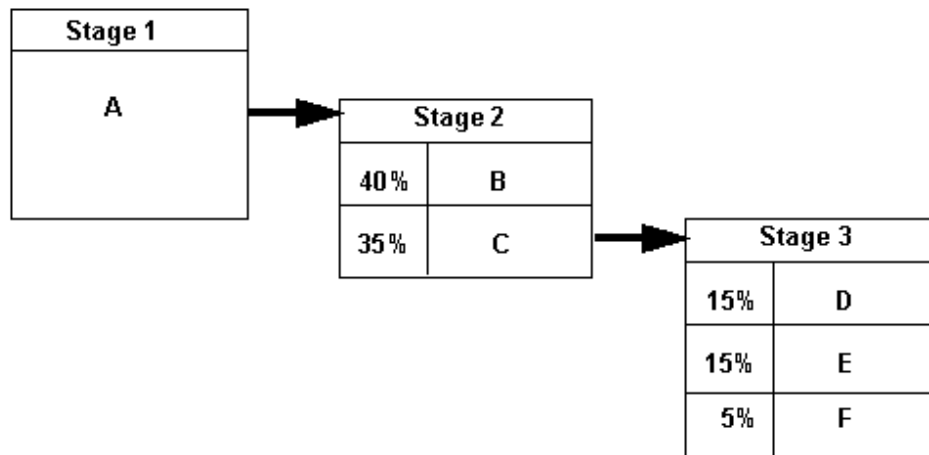 Stage 1
A
Stage 2
40% B
35% C
Stage 3
15% D
15% E
5% F